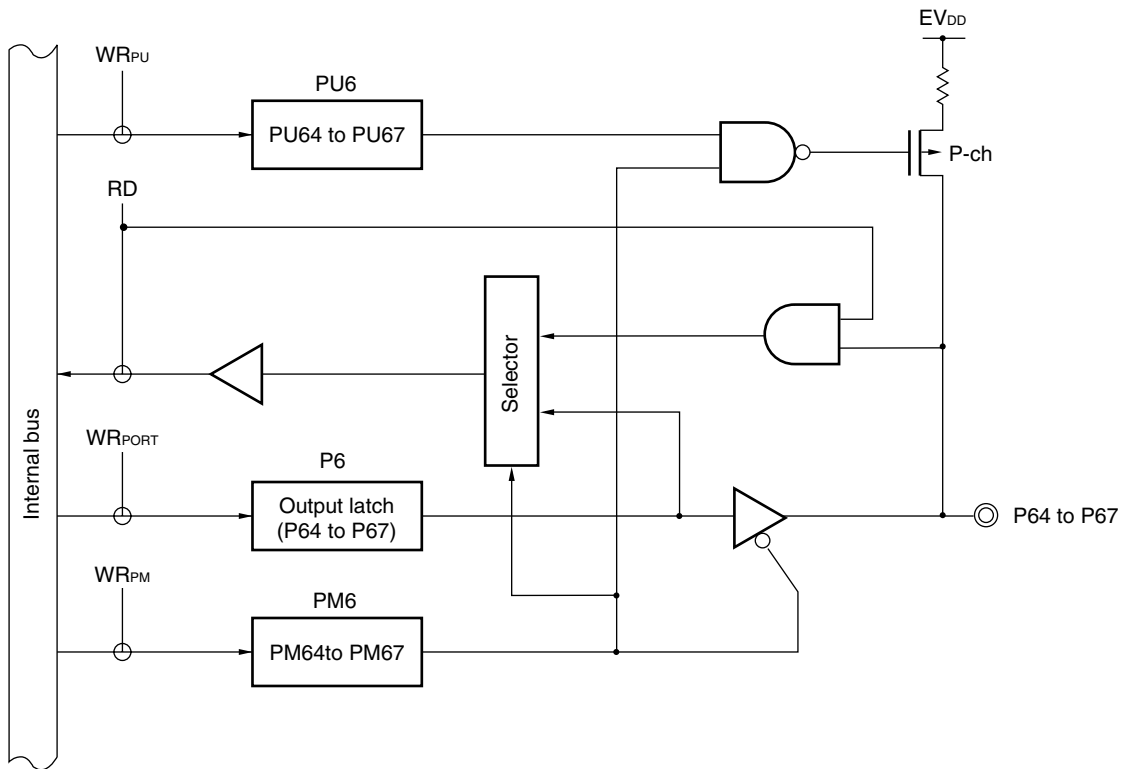 EVDD
WRPU
PU6
PU64 to PU67
P-ch
RD
Selector
Internal bus
WRPORT
P6
Output latch
(P64 to P67)
P64 to P67
WRPM
PM6
PM64to PM67